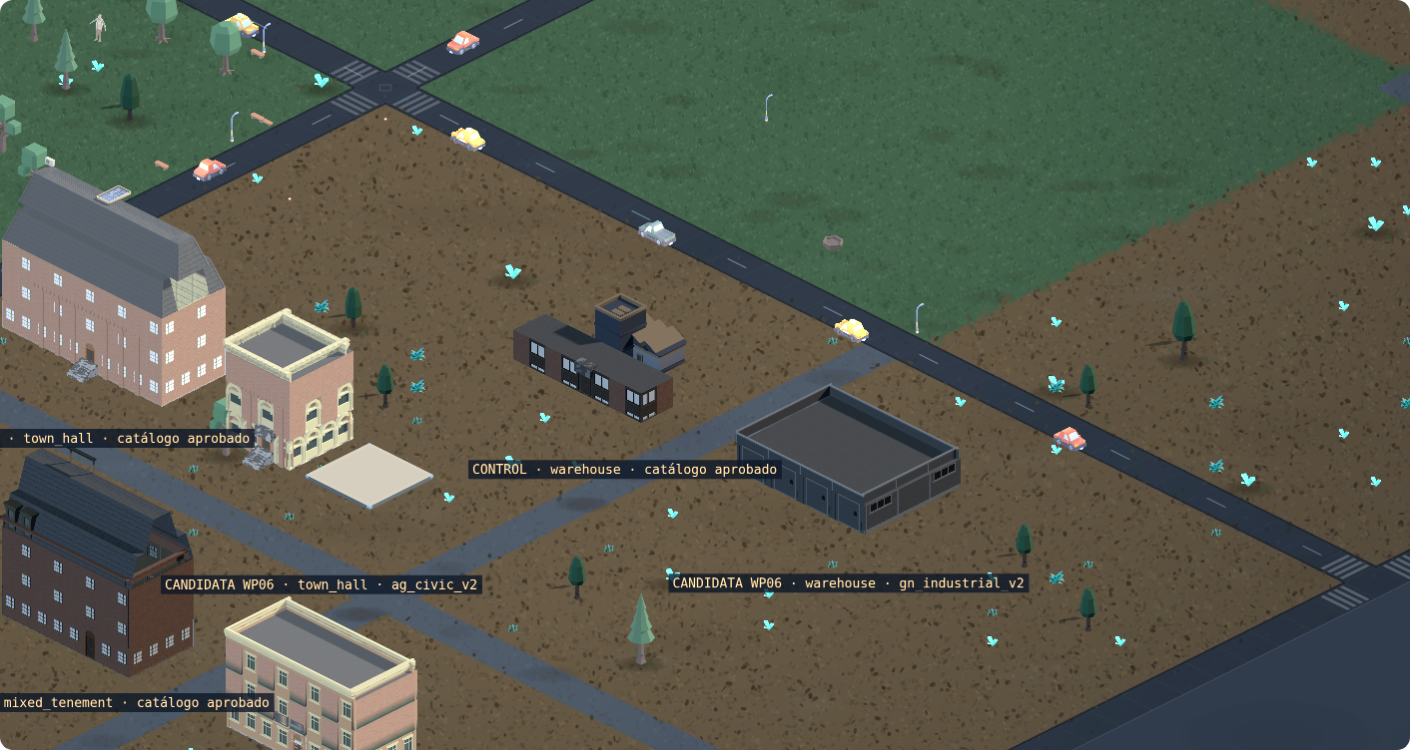 · town_hall · catálogo aprobado
CONTROL · warehouse · catálogo aprobado
CANDIDATA WP06 · town_hall · ag_civic_v2
CANDIDATA WP06 · warehouse · gn_industrial_v2
mixed_tenement · catálogo aprobado